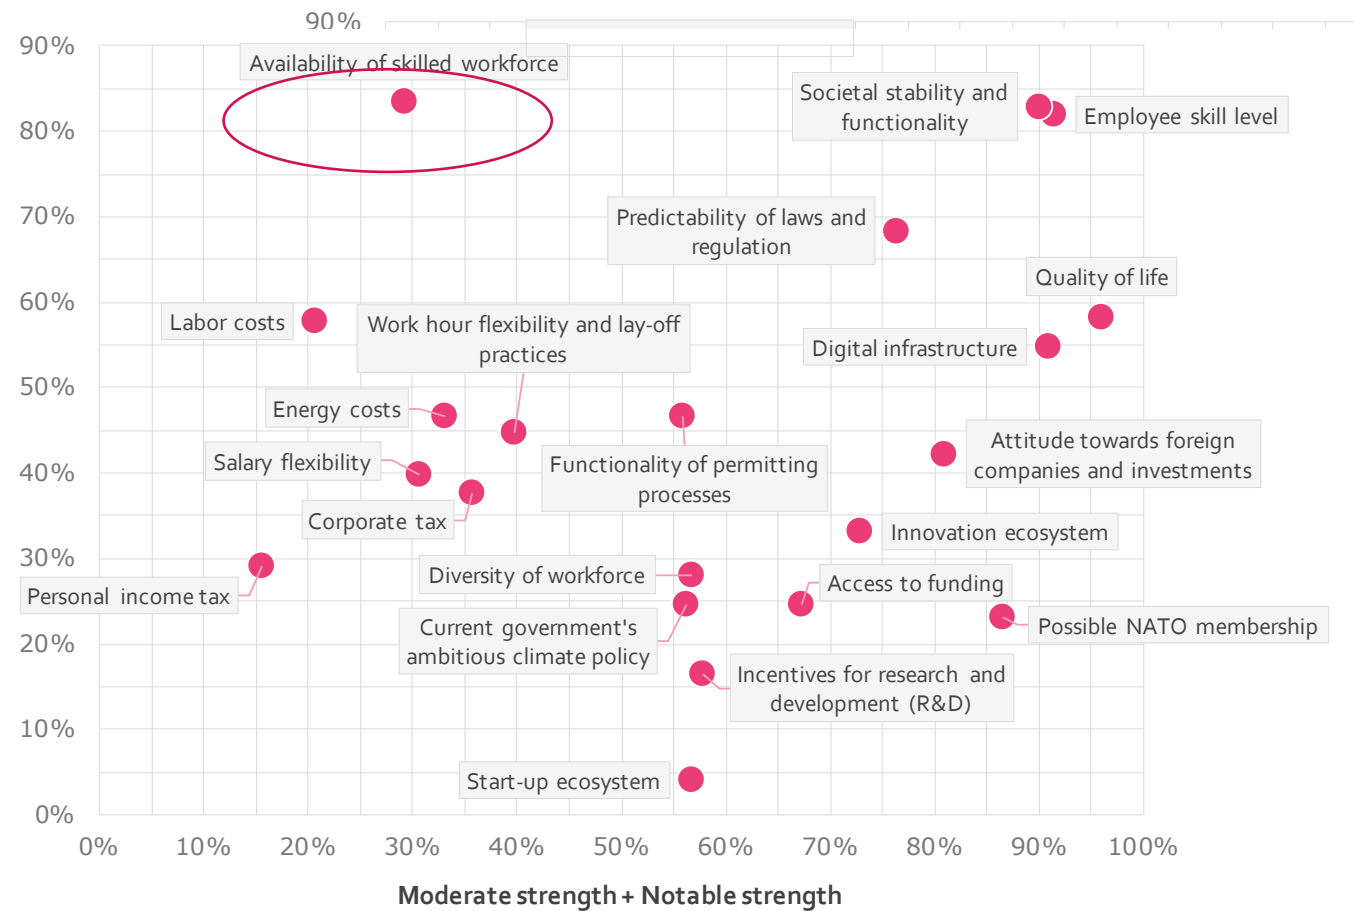 90%
90%
Availability of skilled workforce
Societal stability and
functionality
Employee skill level
80%
Predictability of laws and
regulation
70%
Quality of life
60%
Labor costs
Work hour flexibility and lay-off
practices
Digital infrastructure
50%
Energy costs
Attitude towards foreign
companies and investments
Salary flexibility
Functionality of permitting
processes
40%
Corporate tax
Innovation ecosystem
30%
Diversity of workforce
Access to funding
Personal income tax
Current government's
ambitious climate policy
Possible NATO membership
20%
Incentives for research and
development (R&D)
10%
Start-up ecosystem
0%
0% 10% 20% 30% 40% 50% 60% 70% 80% 90% 100%
Moderate strength + Notable strength